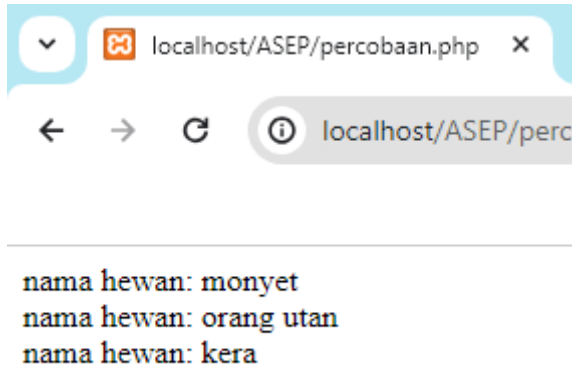 localhost/ASEP/percobaan.php
localhost/ASEP/perc
nama hewan: monyet
nama hewan: orang utan
nama hewan: kera